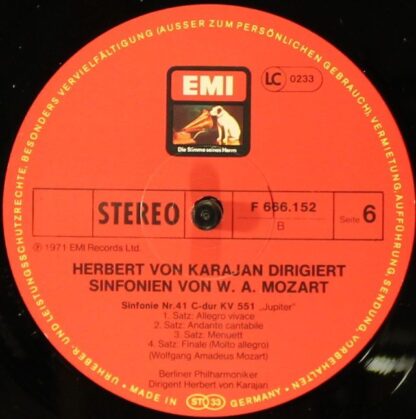 URHEBER- UND LEISTUNGSSCHUTZRECHTE, BESONDERS VERVIELFÄLTIGUNG (AUSSER ZUM PERSÖNLICHEN GEBRAUCH), VERMIETUNG, AUFFÜHRUNG, SENDUNG VORBEHALTEN
EMI
LC 0233
Die Stimme seines Herrn
STEREO
F 666.152
B
Seite 6
℗ 1971 EMI Records Ltd.
HERBERT VON KARAJAN DIRIGIERT
SINFONIEN VON W. A. MOZART
Sinfonie Nr. 41 C-dur KV 551 „Jupiter"
1. Satz: Allegro vivace
2. Satz: Andante cantabile
3. Satz: Menuett
4. Satz: Finale (Molto allegro)
(Wolfgang Amadeus Mozart)
Berliner Philharmoniker
Dirigent Herbert von Karajan
• MADE IN GERMANY •
ST 33